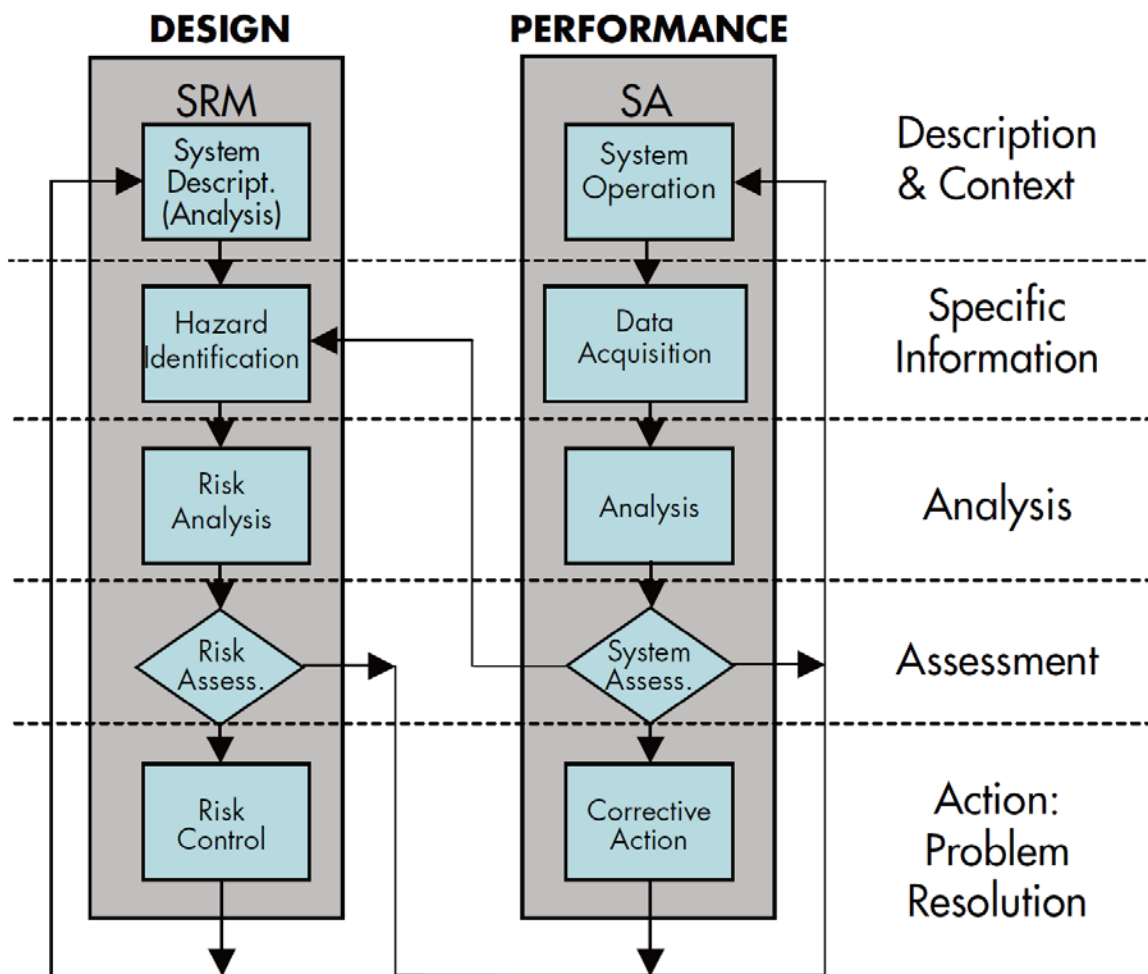 DESIGN
PERFORMANCE
SRM
SA
System
Descript.
(Analysis)
System
Operation
Description
& Context
Hazard
Identification
Data
Acquisition
Specific
Information
Risk
Analysis
Analysis
Analysis
Risk
Assess.
System
Assess.
Assessment
Risk
Control
Corrective
Action
Action:
Problem
Resolution